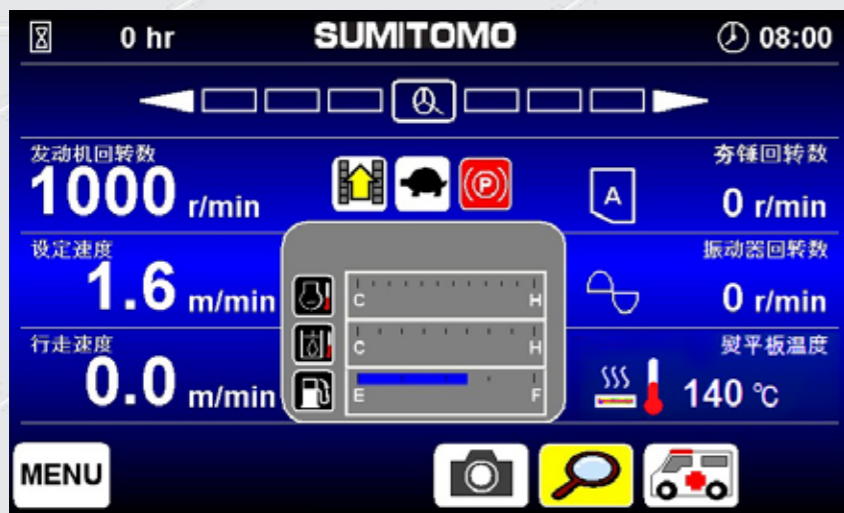 0 hr SUMITOMO 08:00
发动机回转数
1000 r/min
设定速度
1.6 m/min
行走速度
0.0 m/min
(P)
C H
C H
E F
夯锤回转数
A 0 r/min
振动器回转数
0 r/min
熨平板温度
140 ℃
MENU